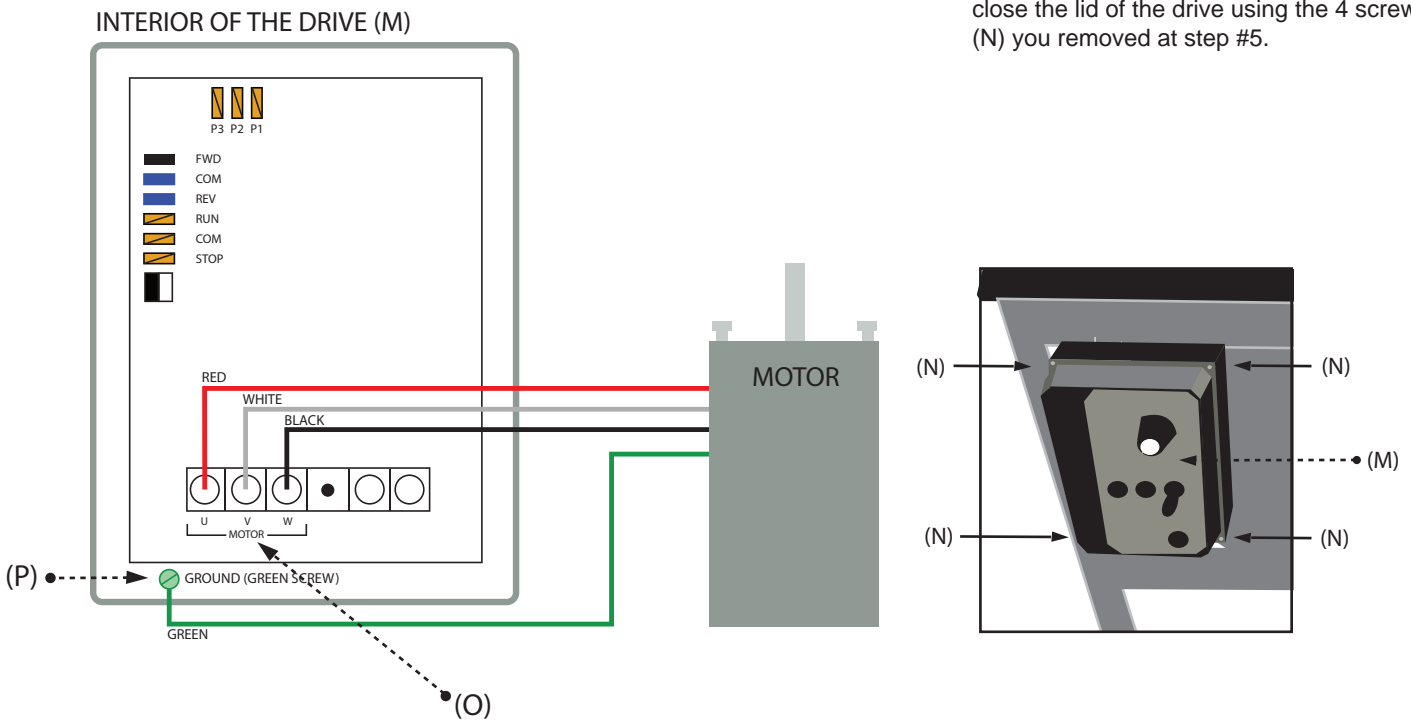 close the lid of the drive using the 4 screw
(N) you removed at step #5.
INTERIOR OF THE DRIVE (M)
P3 P2 P1
FWD
COM
REV
RUN
COM
STOP
RED
WHITE
BLACK
MOTOR
U V W
MOTOR
(P)
GROUND (GREEN SCREW)
GREEN
(O)
(N)
(N)
(M)
(N)
(N)